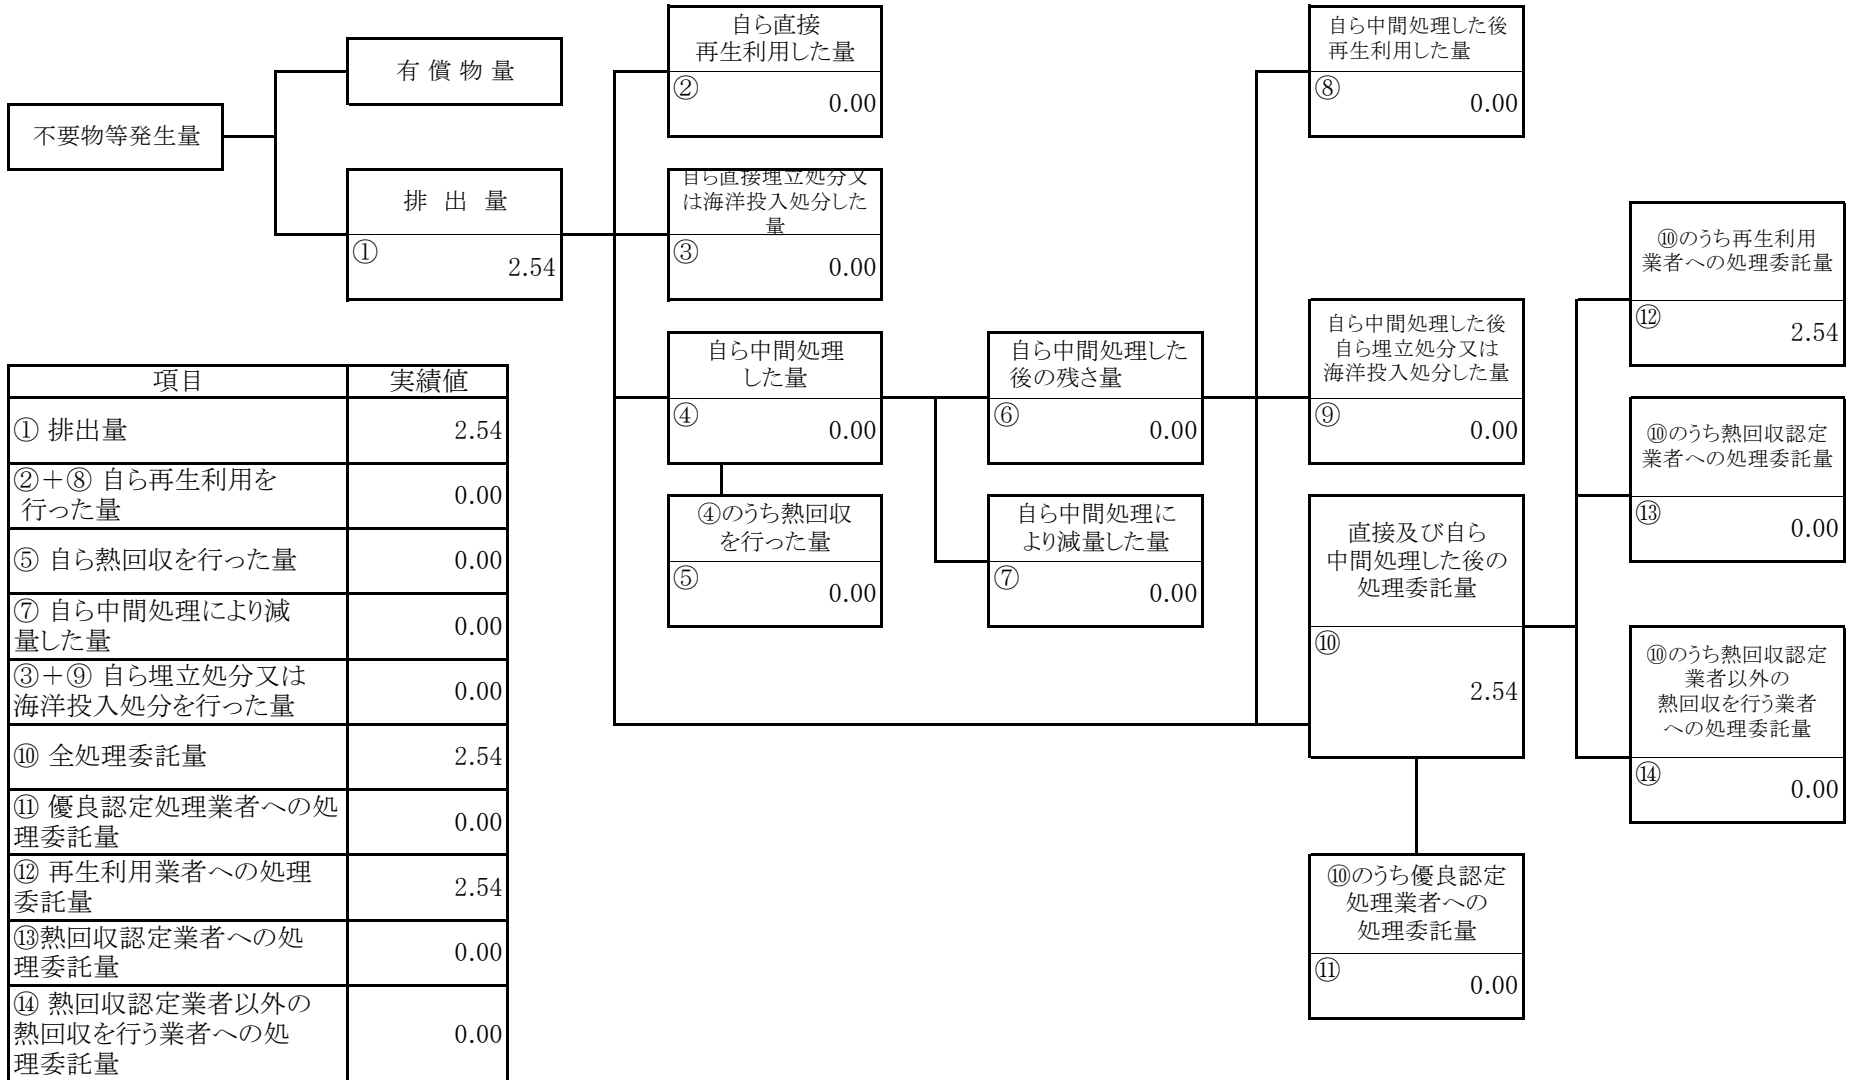 不要物等発生量
有 償 物 量
排 出 量
①
2.54
自ら直接
再生利用した量
②
0.00
自ら直接埋立処分又
は海洋投入処分した
量
③
0.00
自ら中間処理
した量
④
0.00
④のうち熱回収
を行った量
⑤
0.00
自ら中間処理した
後の残さ量
⑥
0.00
自ら中間処理に
より減量した量
⑦
0.00
自ら中間処理した後
再生利用した量
⑧
0.00
自ら中間処理した後
自ら埋立処分又は
海洋投入処分した量
⑨
0.00
直接及び自ら
中間処理した後の
処理委託量
⑩
2.54
⑩のうち優良認定
処理業者への
処理委託量
⑪
0.00
⑩のうち再生利用
業者への処理委託量
⑫
2.54
⑩のうち熱回収認定
業者への処理委託量
⑬
0.00
⑩のうち熱回収認定
業者以外の
熱回収を行う業者
への処理委託量
⑭
0.00
項目 実績値
① 排出量 2.54
②＋⑧ 自ら再生利用を
行った量 0.00
⑤ 自ら熱回収を行った量 0.00
⑦ 自ら中間処理により減
量した量 0.00
③＋⑨ 自ら埋立処分又は
海洋投入処分を行った量 0.00
⑩ 全処理委託量 2.54
⑪ 優良認定処理業者への処
理委託量 0.00
⑫ 再生利用業者への処理
委託量 2.54
⑬熱回収認定業者への処
理委託量 0.00
⑭ 熱回収認定業者以外の
熱回収を行う業者への処
理委託量 0.00